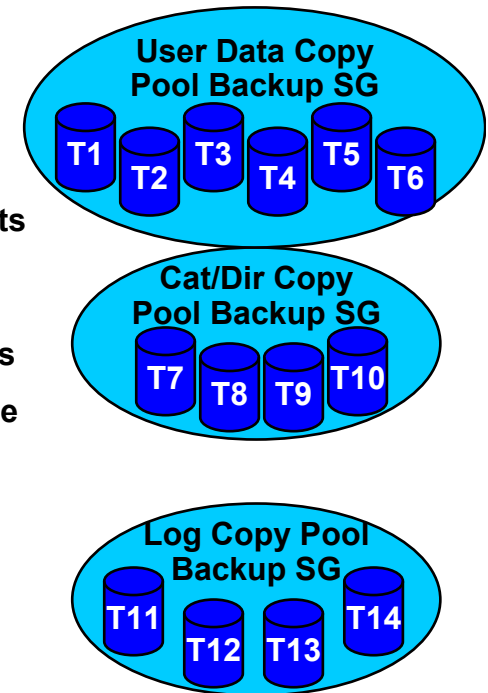 User Data Copy
Pool Backup SG
T1 T2 T3 T4 T5 T6
ts
Cat/Dir Copy
Pool Backup SG
s
T7 T8 T9 T10
e
Log Copy Pool
Backup SG
T11 T12 T13 T14